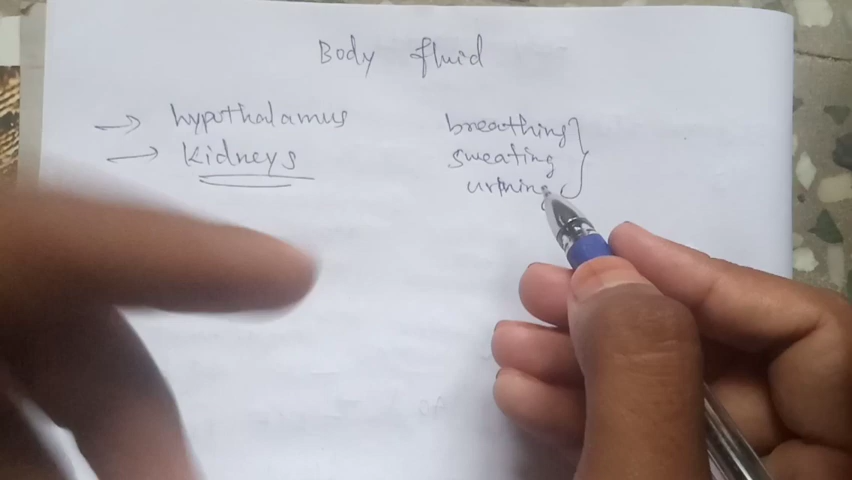 Body fluid
→ hypothalamus
→ kidneys
breathing
sweating
urining